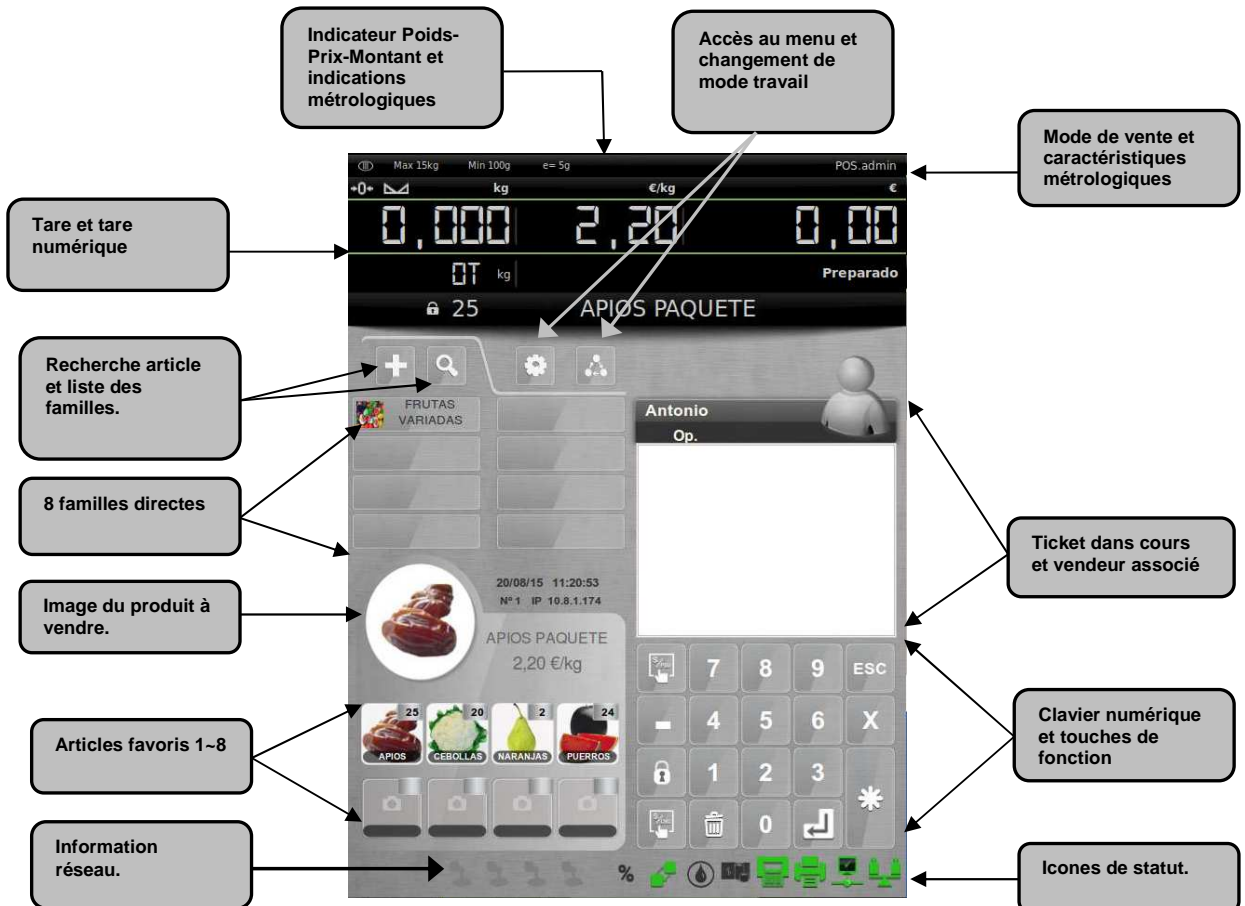 Indicateur Poids-
Prix-Montant et
indications
métrologiques
Accès au menu et
changement de
mode travail
Mode de vente et
caractéristiques
métrologiques
Tare et tare
numérique
Recherche article
et liste des
familles.
8 familles directes
Image du produit à
vendre.
Articles favoris 1~8
Information
réseau.
Ticket dans cours
et vendeur associé
Clavier numérique
et touches de
fonction
Icones de statut.
Max 15kg Min 100g e= 5g POS.admin
+0+ kg €/kg €
0,000 2,20 0,00
0T kg Preparado
25 APIOS PAQUETE
FRUTAS
VARIADAS
Antonio
Op.
20/08/15 11:20:53
Nº 1 IP 10.8.1.174
APIOS PAQUETE
2,20 €/kg
25 20 2 24
APIOS CEBOLLAS NARANJAS PUERROS
7 8 9 ESC
- 4 5 6 X
1 2 3
0 *
%